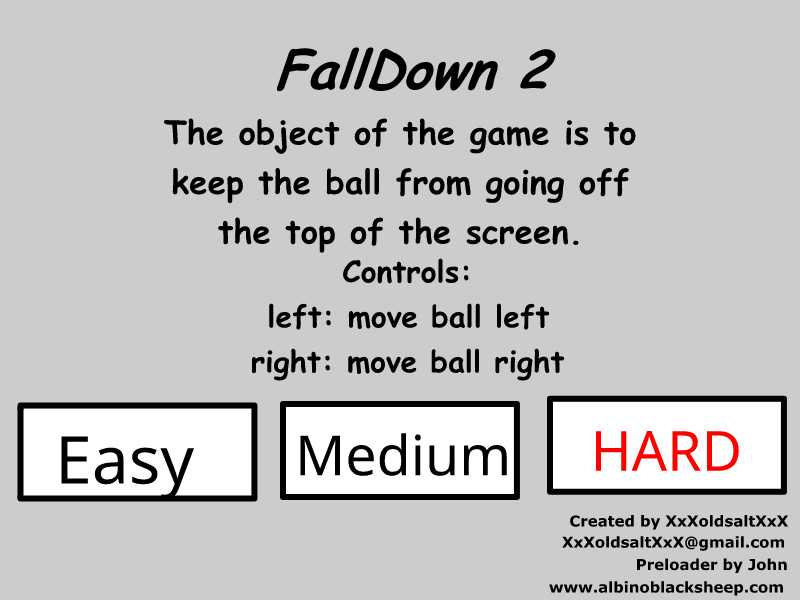 FallDown 2
The object of the game is to
keep the ball from going off
the top of the screen.
Controls:
left: move ball left
right: move ball right
Easy
Medium
HARD
Created by XxXoldsaltXxX
XxXoldsaltXxX@gmail.com
Preloader by John
www.albinoblacksheep.com